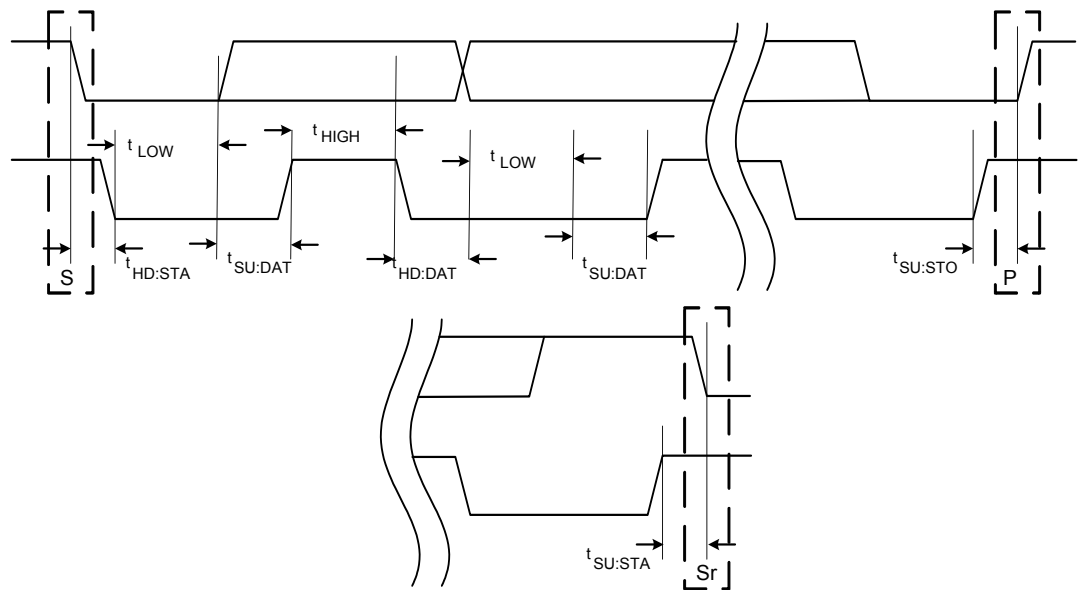 t LOW
t HIGH
t LOW
S
t HD:STA
t SU:DAT
t HD:DAT
t SU:DAT
t SU:STO
P
t SU:STA
Sr